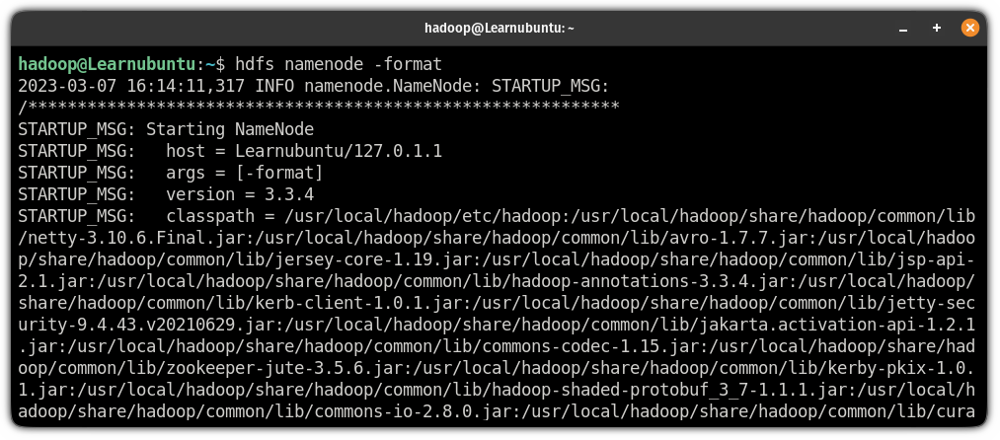 hadoop@Learnubuntu: ~
hadoop@Learnubuntu:~$ hdfs namenode -format
2023-03-07 16:14:11,317 INFO namenode.NameNode: STARTUP_MSG:
/************************************************************
STARTUP_MSG: Starting NameNode
STARTUP_MSG:   host = Learnubuntu/127.0.1.1
STARTUP_MSG:   args = [-format]
STARTUP_MSG:   version = 3.3.4
STARTUP_MSG:   classpath = /usr/local/hadoop/etc/hadoop:/usr/local/hadoop/share/hadoop/common/lib
/netty-3.10.6.Final.jar:/usr/local/hadoop/share/hadoop/common/lib/avro-1.7.7.jar:/usr/local/hadoo
p/share/hadoop/common/lib/jersey-core-1.19.jar:/usr/local/hadoop/share/hadoop/common/lib/jsp-api-
2.1.jar:/usr/local/hadoop/share/hadoop/common/lib/hadoop-annotations-3.3.4.jar:/usr/local/hadoop/
share/hadoop/common/lib/kerb-client-1.0.1.jar:/usr/local/hadoop/share/hadoop/common/lib/jetty-sec
urity-9.4.43.v20210629.jar:/usr/local/hadoop/share/hadoop/common/lib/jakarta.activation-api-1.2.1
.jar:/usr/local/hadoop/share/hadoop/common/lib/commons-codec-1.15.jar:/usr/local/hadoop/share/had
oop/common/lib/zookeeper-jute-3.5.6.jar:/usr/local/hadoop/share/hadoop/common/lib/kerby-pkix-1.0.
1.jar:/usr/local/hadoop/share/hadoop/common/lib/hadoop-shaded-protobuf_3_7-1.1.1.jar:/usr/local/h
adoop/share/hadoop/common/lib/commons-io-2.8.0.jar:/usr/local/hadoop/share/hadoop/common/lib/cura